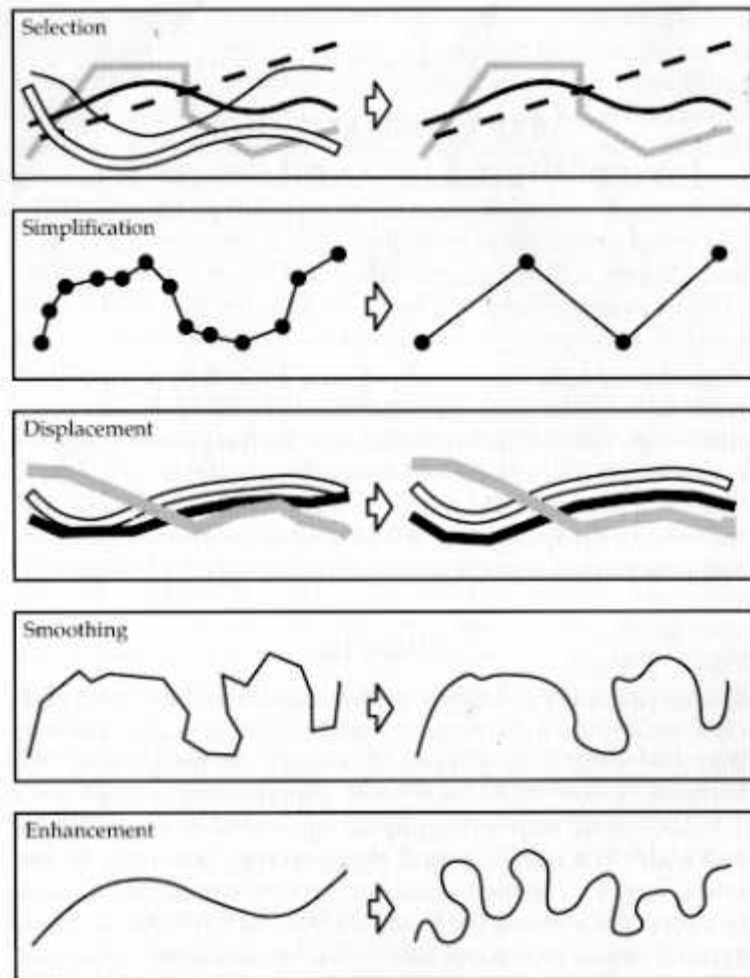 Selection
Simplification
Displacement
Smoothing
Enhancement